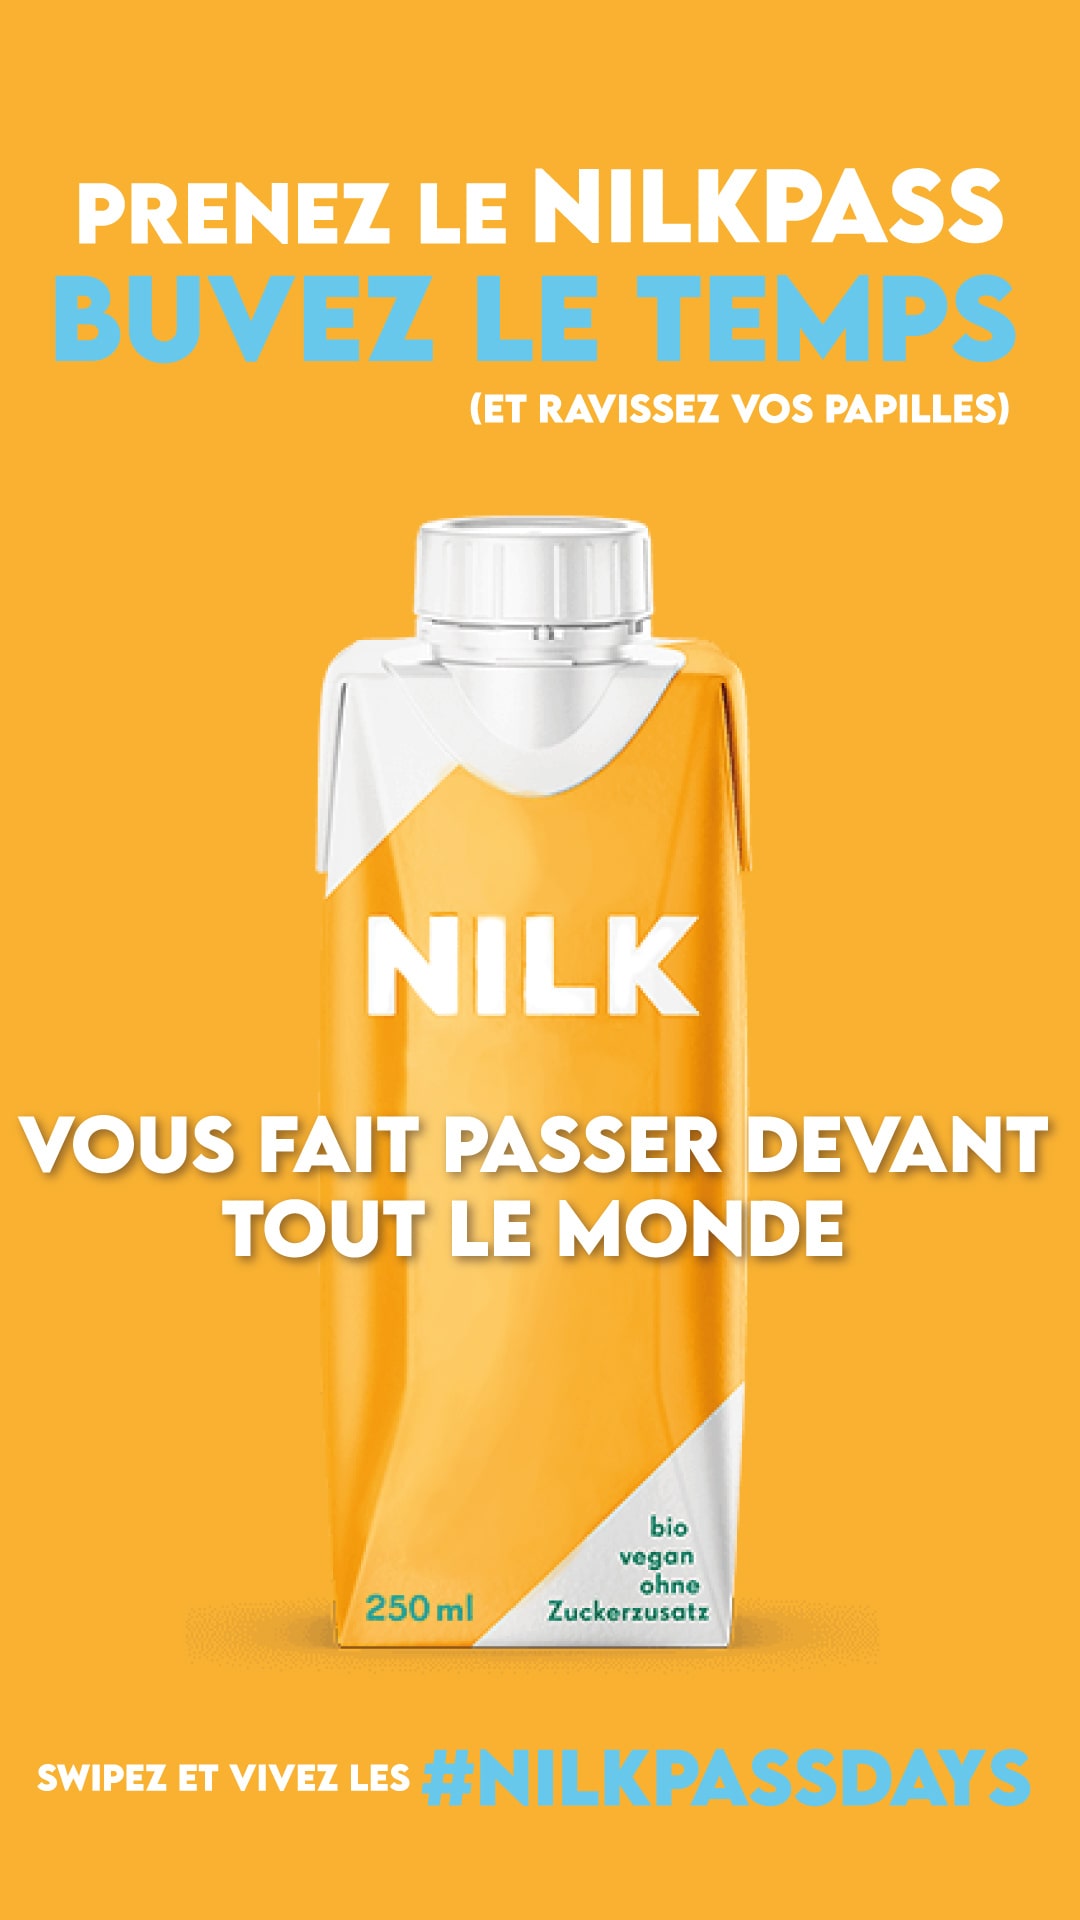 PRENEZ LE NILKPASS
BUVEZ LE TEMPS
(ET RAVISSEZ VOS PAPILLES)
NILK
VOUS FAIT PASSER DEVANT
TOUT LE MONDE
bio
vegan
ohne
Zuckerzusatz
250 ml
SWIPEZ ET VIVEZ LES #NILKPASSDAYS